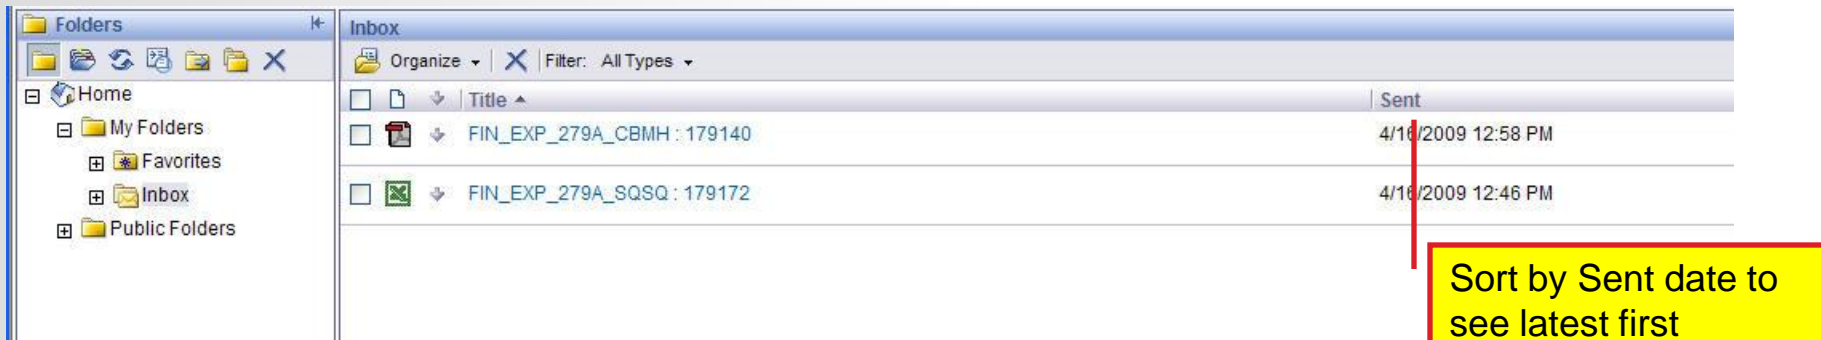 Folders
Inbox
Organize Filter: All Types
Home
Title Sent
My Folders
FIN_EXP_279A_CBMH : 179140 4/16/2009 12:58 PM
Favorites
Inbox
FIN_EXP_279A_SQSQ : 179172 4/16/2009 12:46 PM
Public Folders
Sort by Sent date to
see latest first